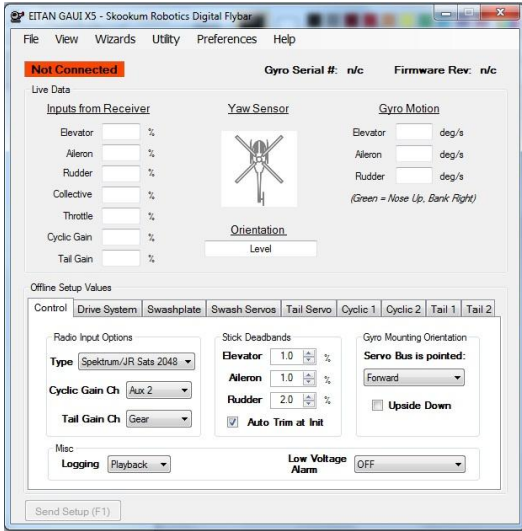 EITAN GAUI X5 - Skookum Robotics Digital Flybar
File View Wizards Utility Preferences Help
Not Connected Gyro Serial #: n/c Firmware Rev: n/c
Live Data
Inputs from Receiver Yaw Sensor Gyro Motion
Elevator % Elevator deg/s
Aileron % Aileron deg/s
Rudder % Rudder deg/s
Collective % (Green = Nose Up, Bank Right)
Throttle %
Cyclic Gain % Orientation
Tail Gain % Level
Offline Setup Values
Control Drive System Swashplate Swash Servos Tail Servo Cyclic 1 Cyclic 2 Tail 1 Tail 2
Radio Input Options Stick Deadbands Gyro Mounting Orientation
Type Spektrum/JR Sats 2048 Elevator 1.0 % Servo Bus is pointed:
Cyclic Gain Ch Aux 2 Aileron 1.0 % Forward
Tail Gain Ch Gear Rudder 2.0 % Upside Down
Auto Trim at Init
Misc
Logging Playback Low Voltage Alarm OFF
Send Setup (F1)